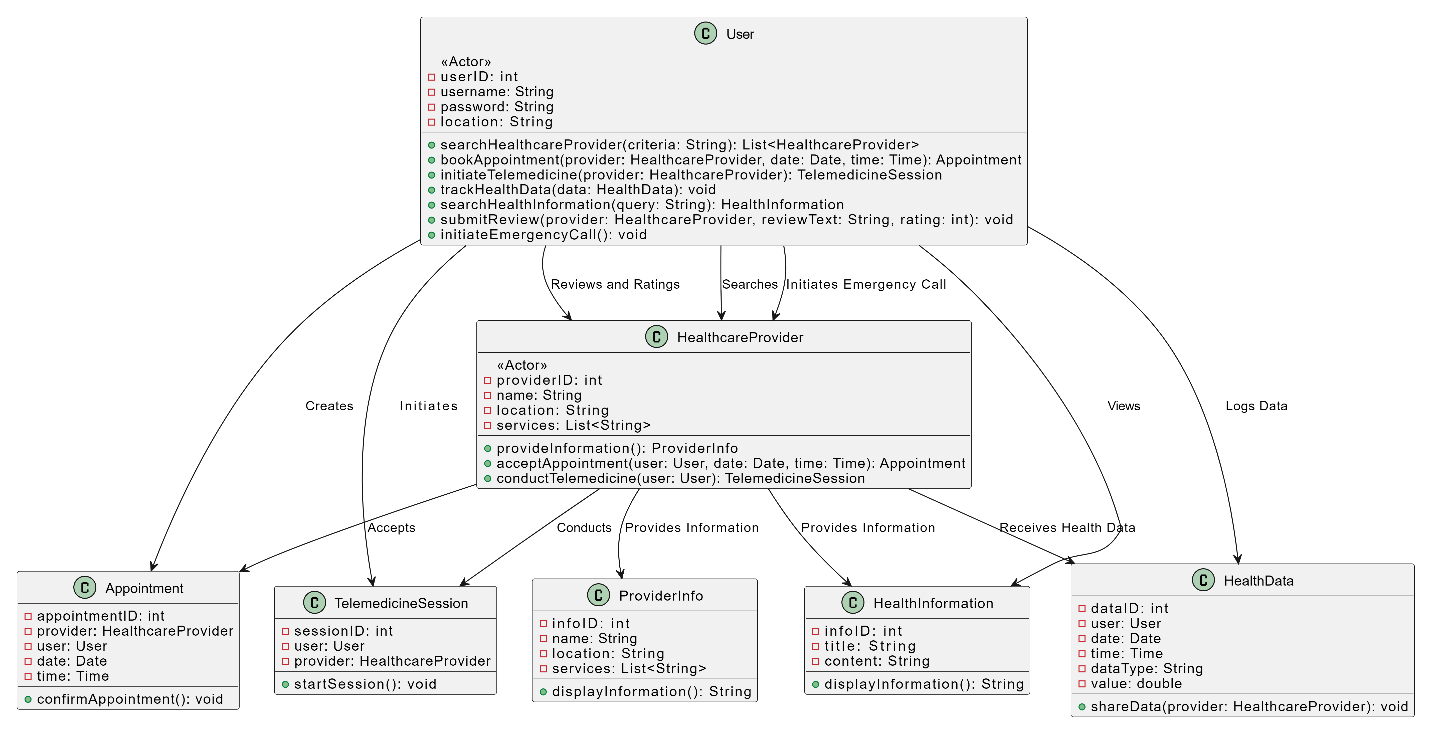 C User
«Actor»
userID: int
username: String
password: String
location: String
searchHealthcareProvider(criteria: String): List<HealthcareProvider>
bookAppointment(provider: HealthcareProvider, date: Date, time: Time): Appointment
initiateTelemedicine(provider: HealthcareProvider): TelemedicineSession
trackHealthData(data: HealthData): void
searchHealthInformation(query: String): HealthInformation
submitReview(provider: HealthcareProvider, reviewText: String, rating: int): void
initiateEmergencyCall(): void
Reviews and Ratings
Searches
Initiates Emergency Call
C HealthcareProvider
«Actor»
providerID: int
name: String
location: String
services: List<String>
provideInformation(): ProviderInfo
acceptAppointment(user: User, date: Date, time: Time): Appointment
conductTelemedicine(user: User): TelemedicineSession
Creates
Initiates
Views
Logs Data
Accepts
Conducts
Provides Information
Provides Information
Receives Health Data
C Appointment
appointmentID: int
provider: HealthcareProvider
user: User
date: Date
time: Time
confirmAppointment(): void
C TelemedicineSession
sessionID: int
user: User
provider: HealthcareProvider
startSession(): void
C ProviderInfo
infoID: int
name: String
location: String
services: List<String>
displayInformation(): String
C HealthInformation
infoID: int
title: String
content: String
displayInformation(): String
C HealthData
dataID: int
user: User
date: Date
time: Time
dataType: String
value: double
shareData(provider: HealthcareProvider): void